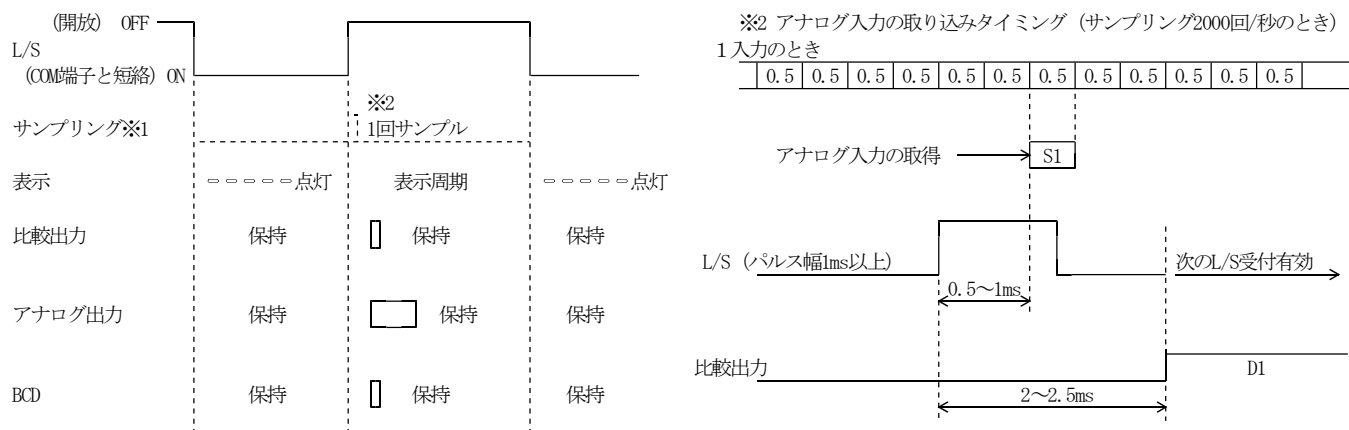 (開放) OFF
L/S
(COM端子と短絡) ON
※2
サンプリング※1
1回サンプル
表示 点灯 表示周期 点灯
比較出力 保持 保持 保持
アナログ出力 保持 保持 保持
BCD 保持 保持 保持
※2 アナログ入力の取り込みタイミング (サンプリング2000回/秒のとき)
1入力のとき
0.5 0.5 0.5 0.5 0.5 0.5 0.5 0.5 0.5 0.5 0.5 0.5
アナログ入力の取得 S1
L/S (パルス幅1ms以上) 次のL/S受付有効
0.5~1ms
比較出力 D1
2~2.5ms